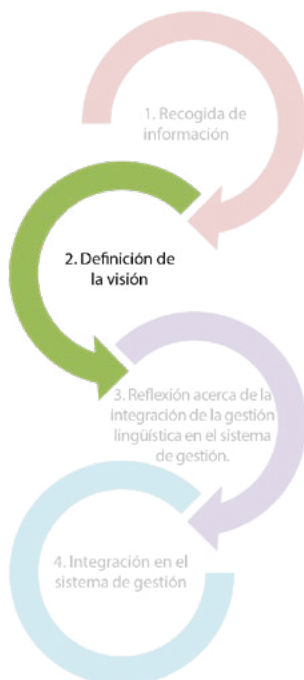 1. Recogida de
información
2. Definición de
la visión
3. Reflexión acerca de la
integración de la gestión
lingüística en el sistema
de gestión.
4. Integración en el
sistema de gestión